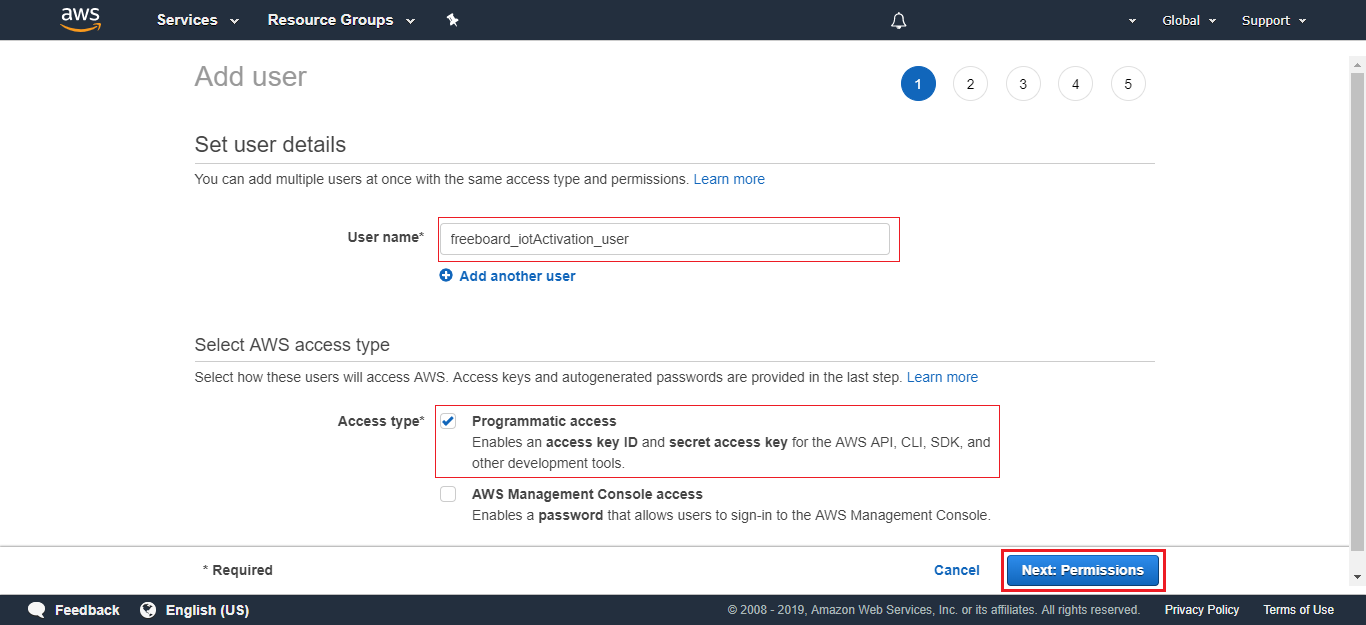 aws Services Resource Groups Global Support
Add user
1 2 3 4 5
Set user details
You can add multiple users at once with the same access type and permissions. Learn more
User name* freeboard_iotActivation_user
Add another user
Select AWS access type
Select how these users will access AWS. Access keys and autogenerated passwords are provided in the last step. Learn more
Access type* Programmatic access
Enables an access key ID and secret access key for the AWS API, CLI, SDK, and
other development tools.
AWS Management Console access
Enables a password that allows users to sign-in to the AWS Management Console.
* Required Cancel Next: Permissions
Feedback English (US) © 2008 - 2019, Amazon Web Services, Inc. or its affiliates. All rights reserved. Privacy Policy Terms of Use